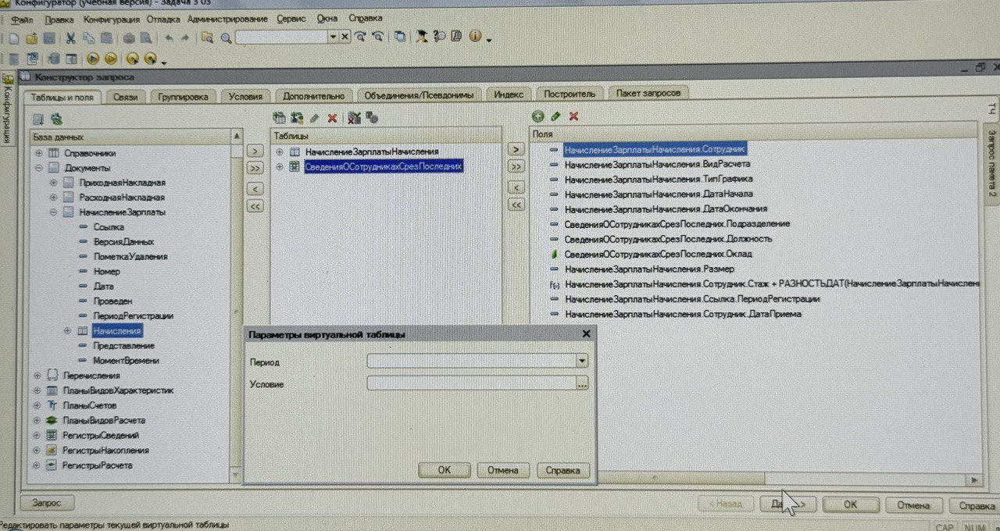 Конфигуратор (учебная версия) - Задача 3 03
Файл Правка Конфигурация Отладка Администрирование Сервис Окна Справка
Конструктор запроса
Конфигурация
Таблицы и поля Связи Группировка Условия Дополнительно Объединения/Псевдонимы Индекс Построитель Пакет запросов
База данных
Справочники
Документы
ПриходнаяНакладная
РасходнаяНакладная
НачислениеЗарплаты
Ссылка
ВерсияДанных
ПометкаУдаления
Номер
Дата
Проведен
ПериодРегистрации
Начисления
Представление
МоментВремени
Перечисления
ПланыВидовХарактеристик
ПланыСчетов
ПланыВидовРасчета
РегистрыСведений
РегистрыНакопления
РегистрыРасчета
Таблицы
НачислениеЗарплатыНачисления
СведенияОСотрудникахСрезПоследних
Поля
НачислениеЗарплатыНачисления.Сотрудник
НачислениеЗарплатыНачисления.ВидРасчета
НачислениеЗарплатыНачисления.ТипГрафика
НачислениеЗарплатыНачисления.ДатаНачала
НачислениеЗарплатыНачисления.ДатаОкончания
СведенияОСотрудникахСрезПоследних.Подразделение
СведенияОСотрудникахСрезПоследних.Должность
СведенияОСотрудникахСрезПоследних.Оклад
НачислениеЗарплатыНачисления.Размер
НачислениеЗарплатыНачисления.Сотрудник.Стаж + РАЗНОСТЬДАТ(НачислениеЗарплатыНачислен
НачислениеЗарплатыНачисления.Ссылка.ПериодРегистрации
НачислениеЗарплатыНачисления.Сотрудник.ДатаПриема
ТЧ
Запрос пакета 2
Параметры виртуальной таблицы
Период
Условие
ОК Отмена Справка
Запрос
< Назад
ОК Отмена Справка
Редактировать параметры текущей виртуальной таблицы
CAP NUM